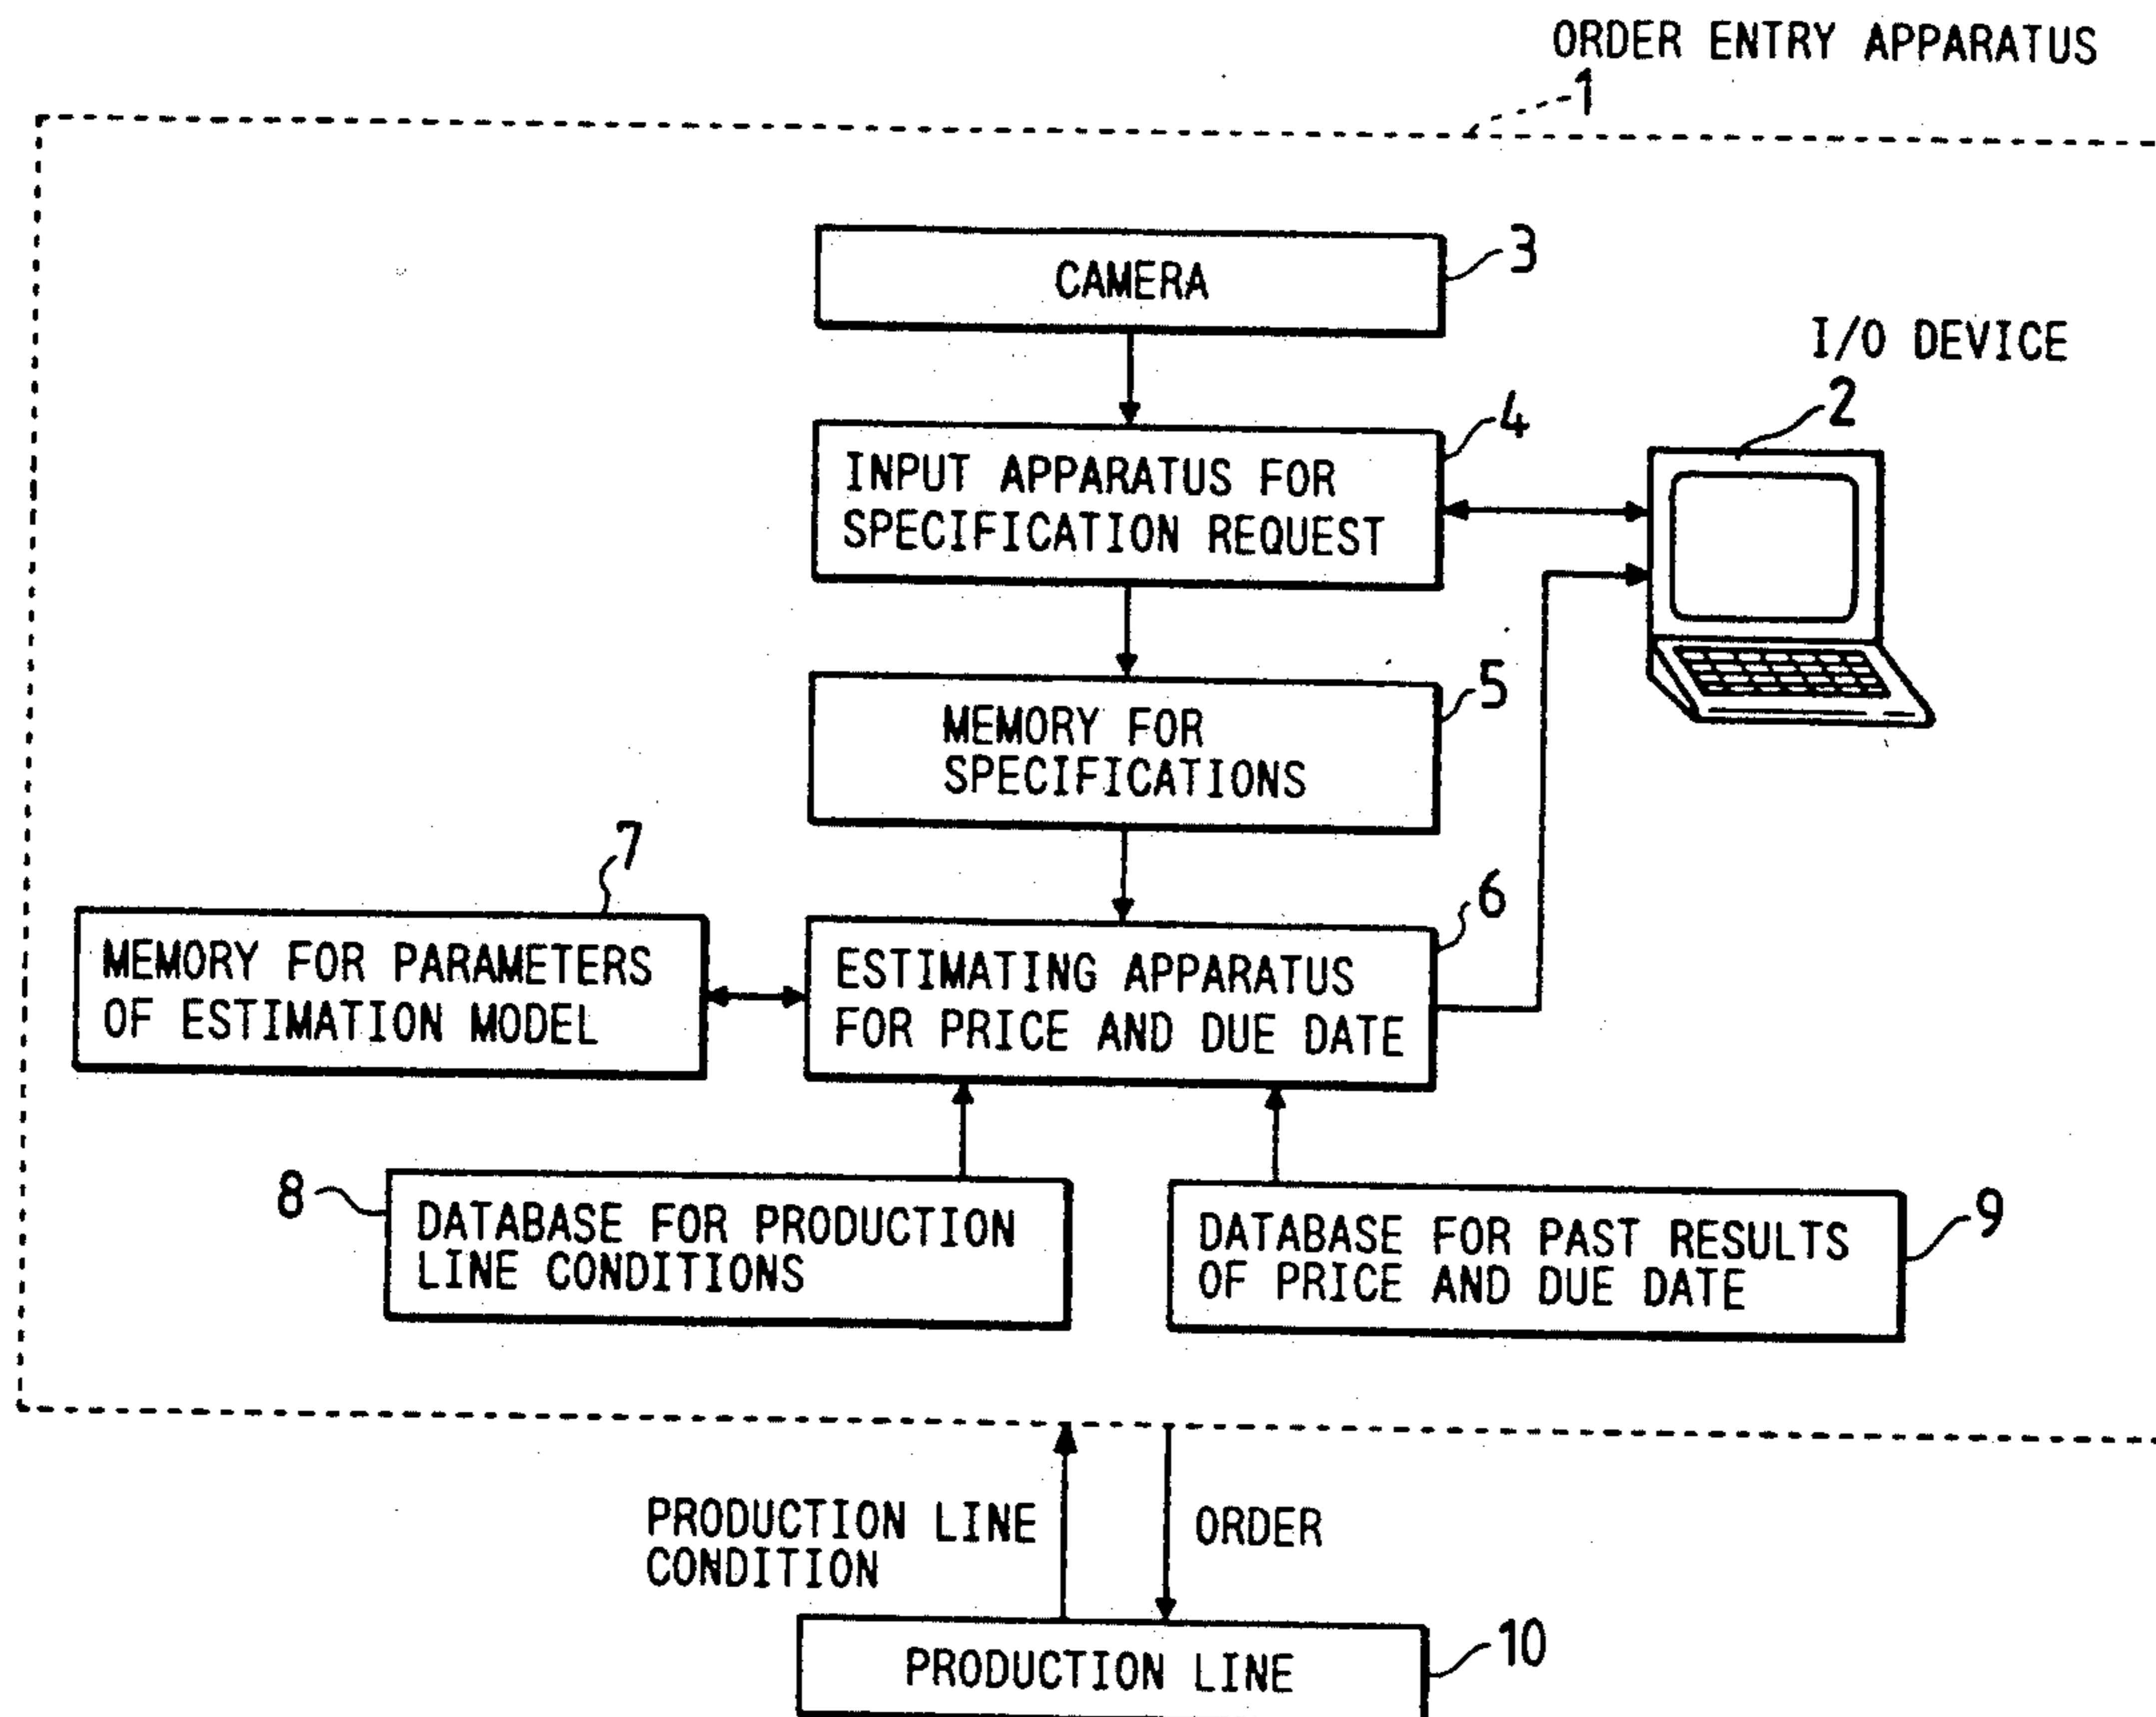 ORDER ENTRY APPARATUS
1
CAMERA
3
I/O DEVICE
2
4
INPUT APPARATUS FOR
SPECIFICATION REQUEST
5
MEMORY FOR
SPECIFICATIONS
7
6
MEMORY FOR PARAMETERS
OF ESTIMATION MODEL
ESTIMATING APPARATUS
FOR PRICE AND DUE DATE
8
DATABASE FOR PRODUCTION
LINE CONDITIONS
DATABASE FOR PAST RESULTS
OF PRICE AND DUE DATE
9
PRODUCTION LINE
CONDITION
ORDER
PRODUCTION LINE
10